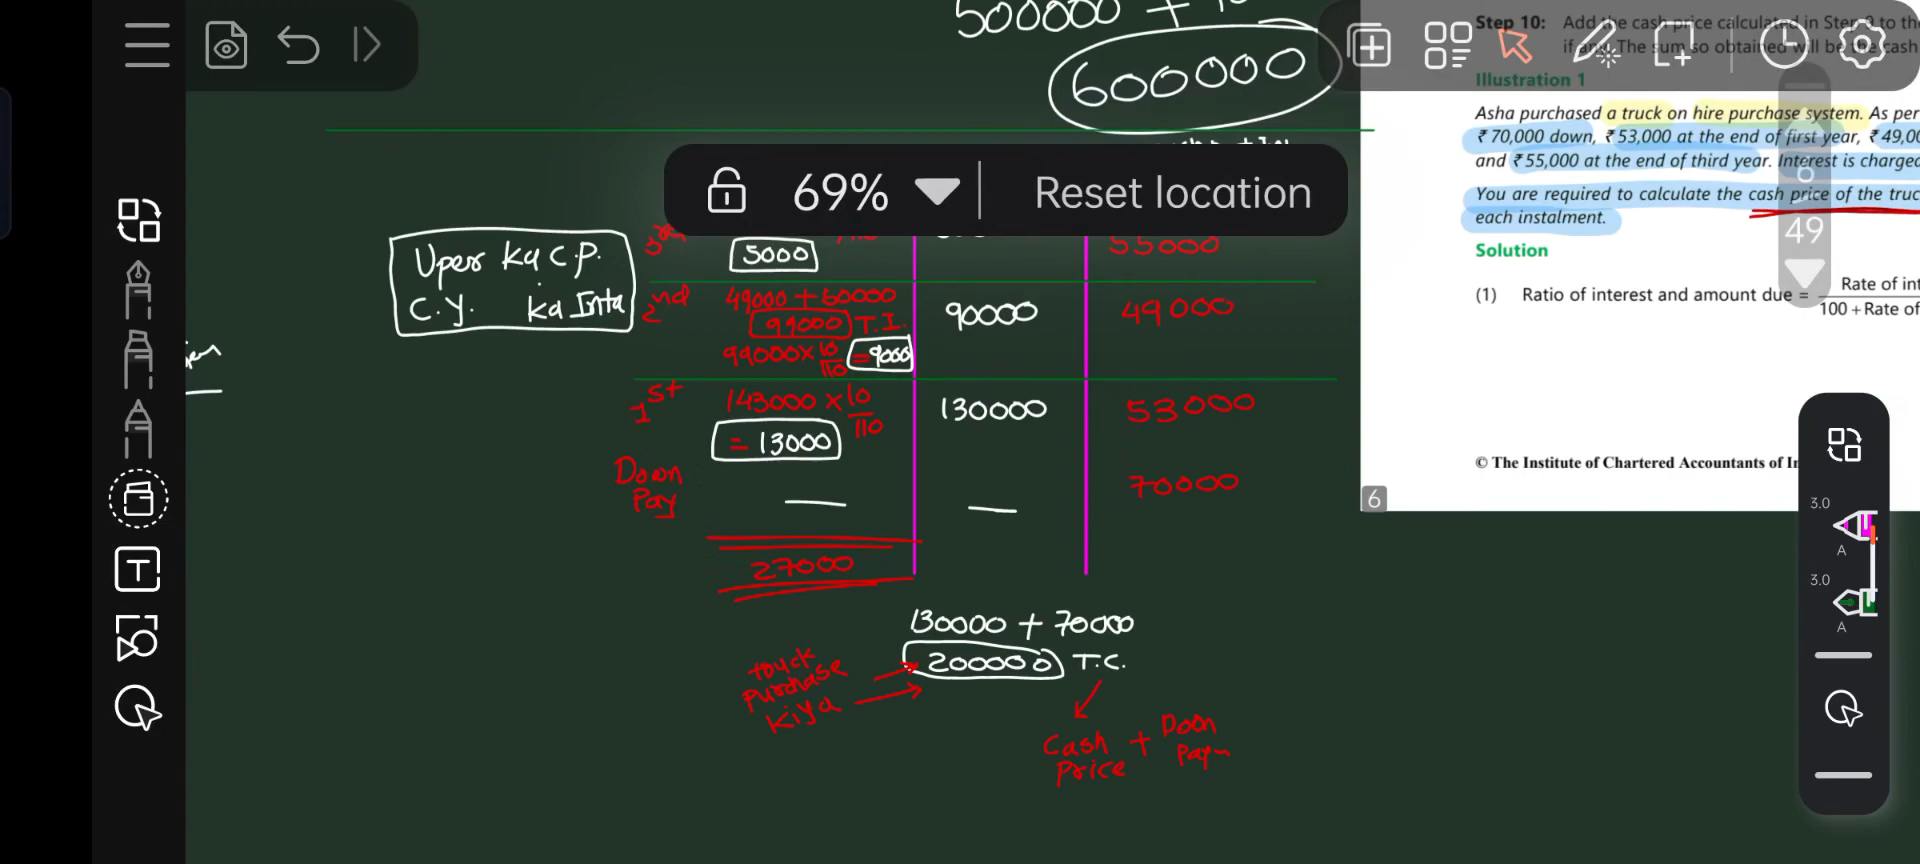 500000 +
600000
69%
Reset location
Step 10: Add the cash price calculated in Step to the
if any. The sum so obtained will be the cash
Illustration 1
Asha purchased a truck on hire purchase system. As per
₹ 70,000 down, ₹ 53,000 at the end of first year, ₹ 49,00
and ₹ 55,000 at the end of third year. Interest is charged
You are required to calculate the cash price of the truc
each instalment.
Solution
(1) Ratio of interest and amount due = Rate of int
100 + Rate of
© The Institute of Chartered Accountants of In
6
49
Uper ka C.P.
C.Y. ka Inta
5000
55000
2nd
49000 + 50000
99000 T.I.
99000 × 10/110 = 9000
90000
49000
1st
143000 × 10/110
= 13000
130000
53000
Down
Pay
—
—
70000
27000
130000 + 70000
200000 T.C.
truck
Purchase
kiya
Cash
Price
+
Down
Paym
3.0
A
3.0
A
T